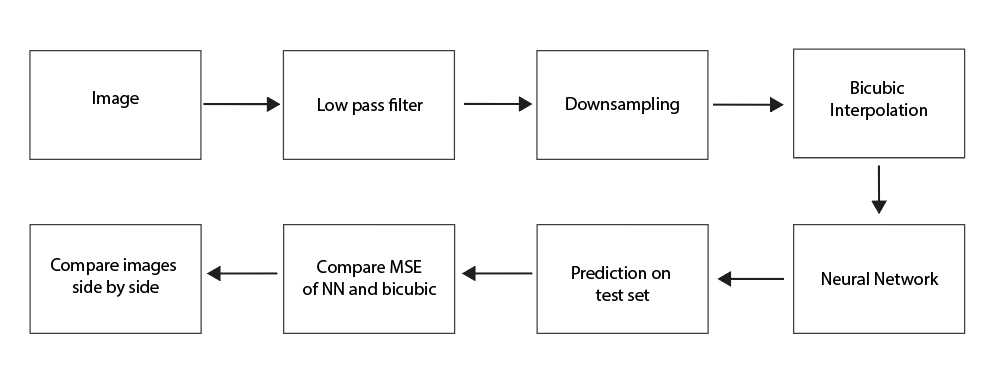 Image
Low pass filter
Downsampling
Bicubic
Interpolation
Neural Network
Prediction on
test set
Compare MSE
of NN and bicubic
Compare images
side by side